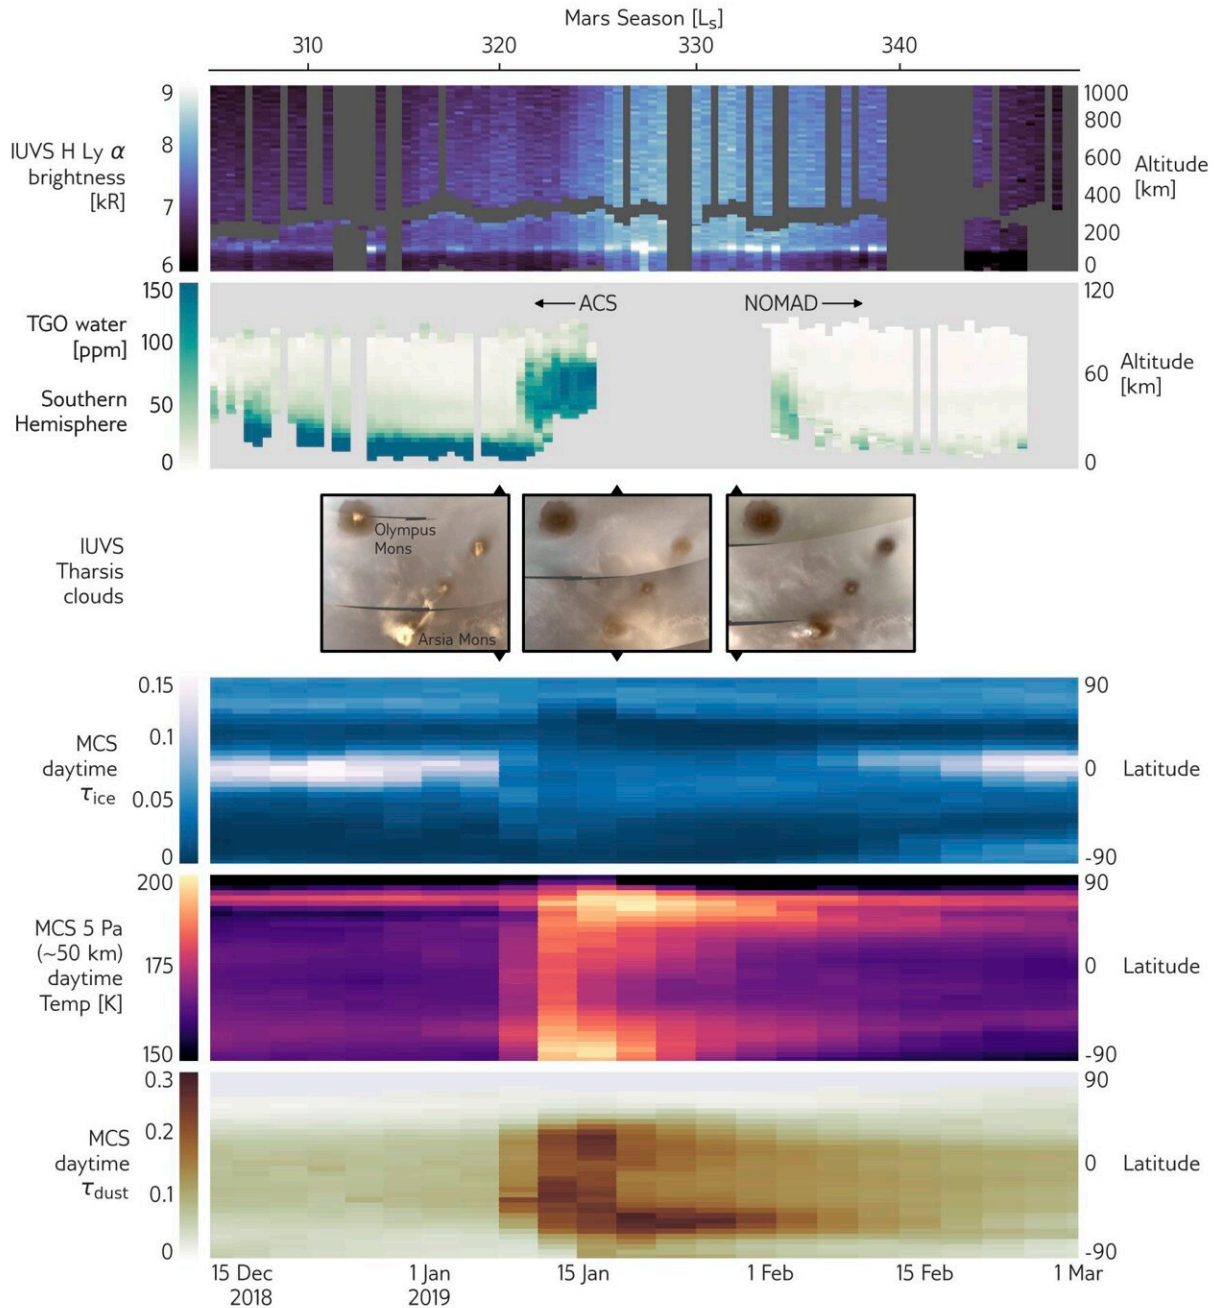 Mars Season [Ls]
310 320 330 340
IUVS H Ly α
brightness
[kR]
9
8
7
6
1000
800
600
400
200
0
Altitude
[km]
TGO water
[ppm]
Southern
Hemisphere
150
100
50
0
← ACS NOMAD →
120
60
0
Altitude
[km]
IUVS
Tharsis
clouds
Olympus
Mons
Arsia Mons
MCS
daytime
τice
0.15
0.1
0.05
0
90
0
-90
Latitude
MCS 5 Pa
(~50 km)
daytime
Temp [K]
200
175
150
90
0
-90
Latitude
MCS
daytime
τdust
0.3
0.2
0.1
0
90
0
-90
Latitude
15 Dec 1 Jan 15 Jan 1 Feb 15 Feb 1 Mar
2018 2019